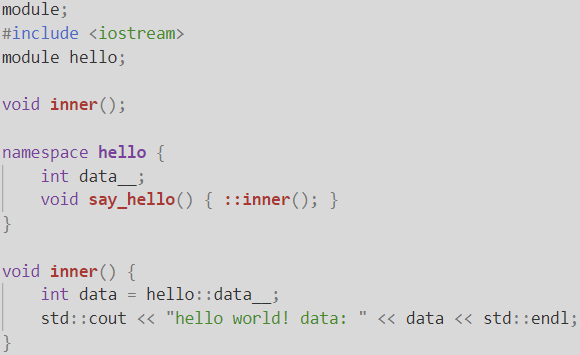 module;
#include <iostream>
module hello;
void inner();
namespace hello {
int data__;
void say_hello() { ::inner(); }
}
void inner() {
int data = hello::data__;
std::cout << "hello world! data: " << data << std::endl;
}